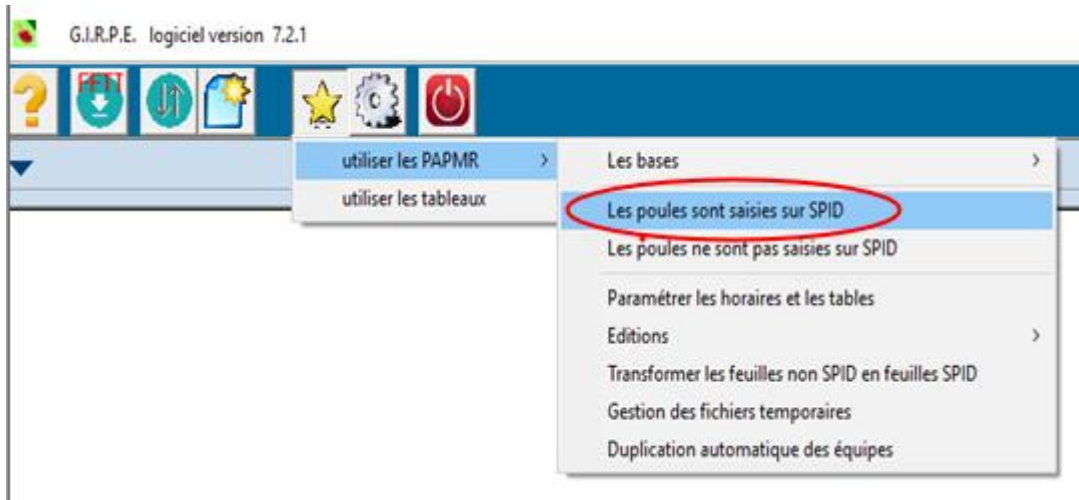 G.I.R.P.E. logiciel version 7.2.1
FFTT
utiliser les PAPMR >
utiliser les tableaux
Les bases >
Les poules sont saisies sur SPID
Les poules ne sont pas saisies sur SPID
Paramétrer les horaires et les tables
Editions >
Transformer les feuilles non SPID en feuilles SPID
Gestion des fichiers temporaires
Duplication automatique des équipes